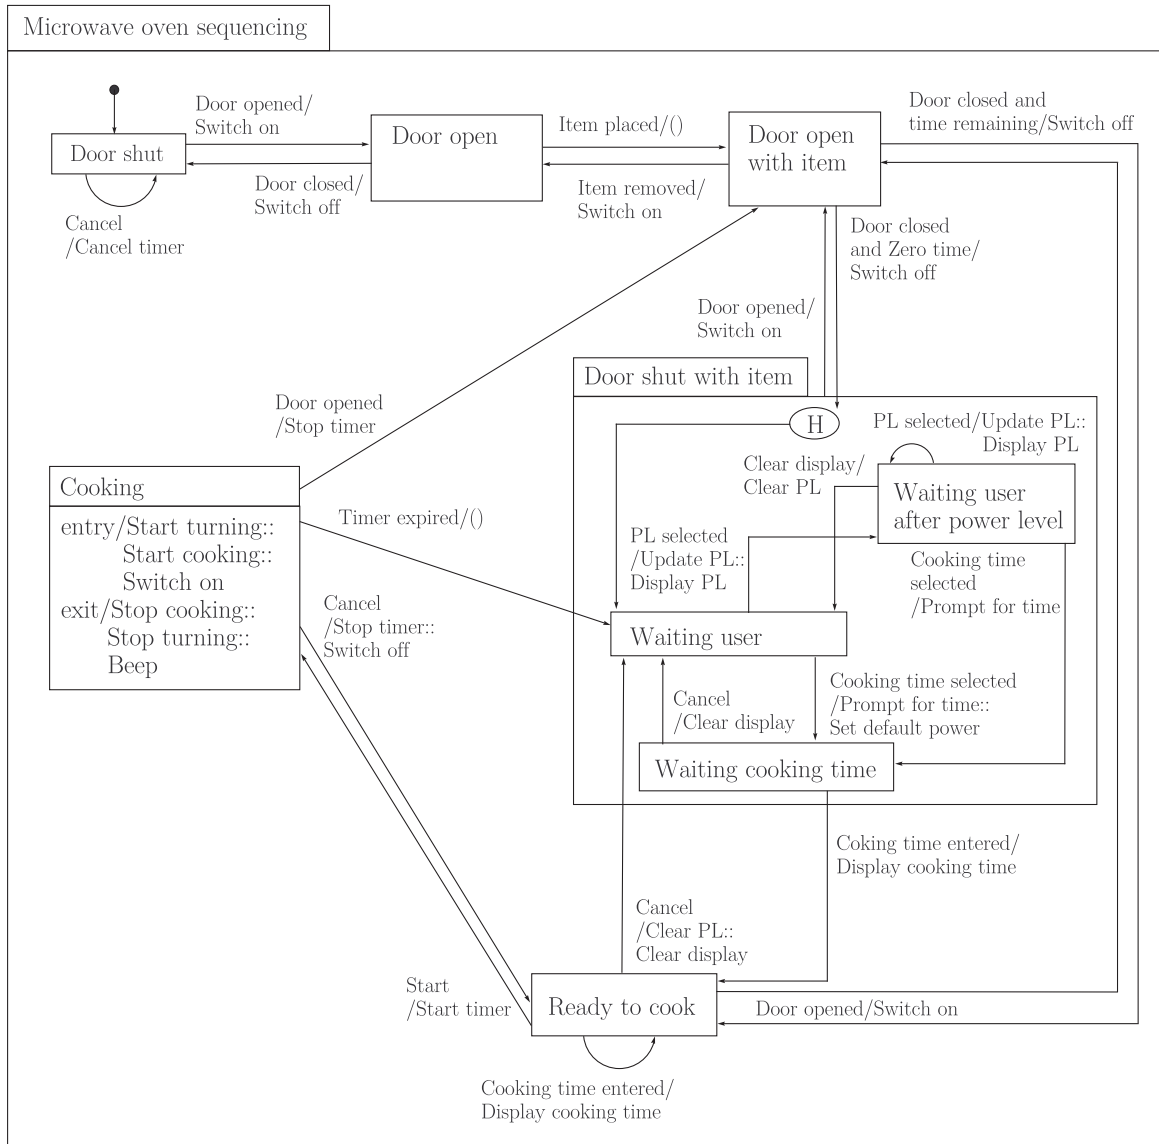 Microwave oven sequencing
Door opened/
Switch on
Door shut
Door closed/
Switch off
Cancel
/Cancel timer
Door open
Item placed/()
Item removed/
Switch on
Door open
with item
Door closed and
time remaining/Switch off
Door closed
and Zero time/
Switch off
Door opened/
Switch on
Door opened
/Stop timer
Door shut with item
H
PL selected/Update PL::
Display PL
Clear display/
Clear PL
Waiting user
after power level
Cooking
entry/Start turning::
Start cooking::
Switch on
exit/Stop cooking::
Stop turning::
Beep
Timer expired/()
PL selected
/Update PL::
Display PL
Cooking time
selected
/Prompt for time
Cancel
/Stop timer::
Switch off
Waiting user
Cancel
/Clear display
Cooking time selected
/Prompt for time::
Set default power
Waiting cooking time
Coking time entered/
Display cooking time
Cancel
/Clear PL::
Clear display
Start
/Start timer
Ready to cook
Door opened/Switch on
Cooking time entered/
Display cooking time